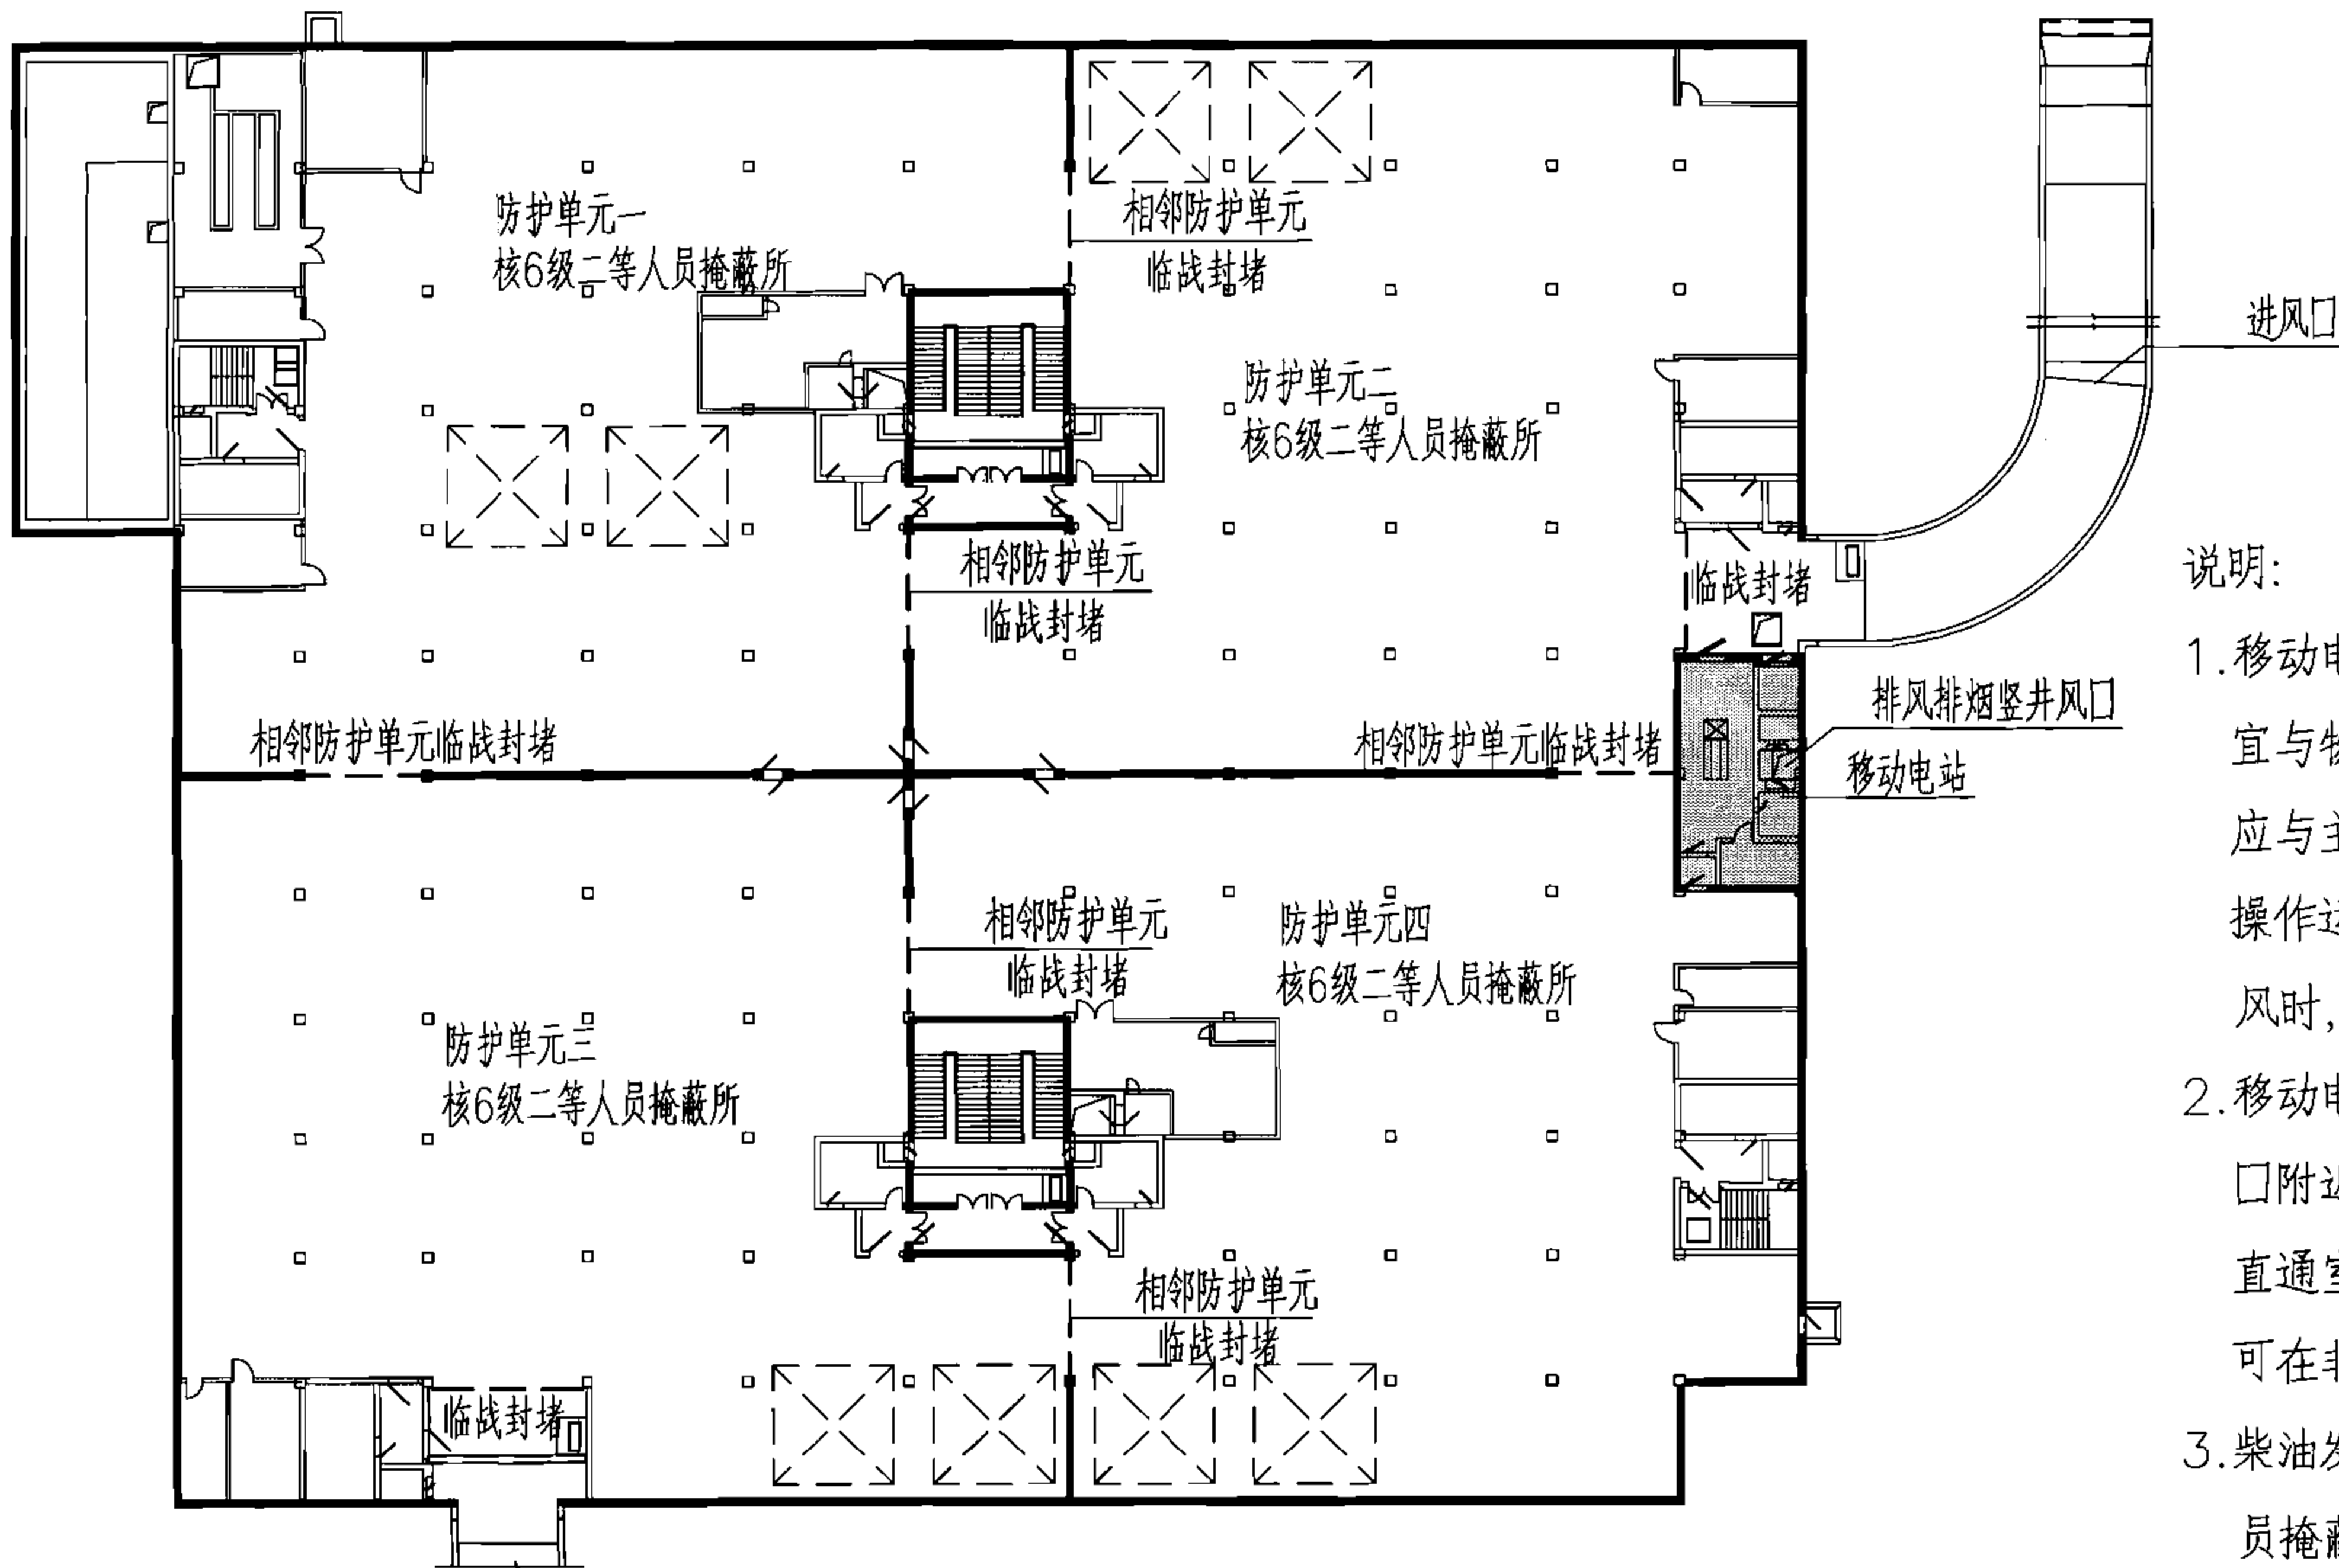 防护单元一
核6级二等人员掩蔽所
相邻防护单元
临战封堵
进风口
防护单元二
核6级二等人员掩蔽所
相邻防护单元
临战封堵
临战封堵
相邻防护单元临战封堵
相邻防护单元临战封堵
排风排烟竖井风口
移动电站
相邻防护单元
临战封堵
防护单元四
核6级二等人员掩蔽所
防护单元三
核6级二等人员掩蔽所
相邻防护单元
临战封堵
临战封堵
说明:
1.移动
宜与
应与
操作
风时,
2.移动
口附
直通
可在
3.柴油
员掩